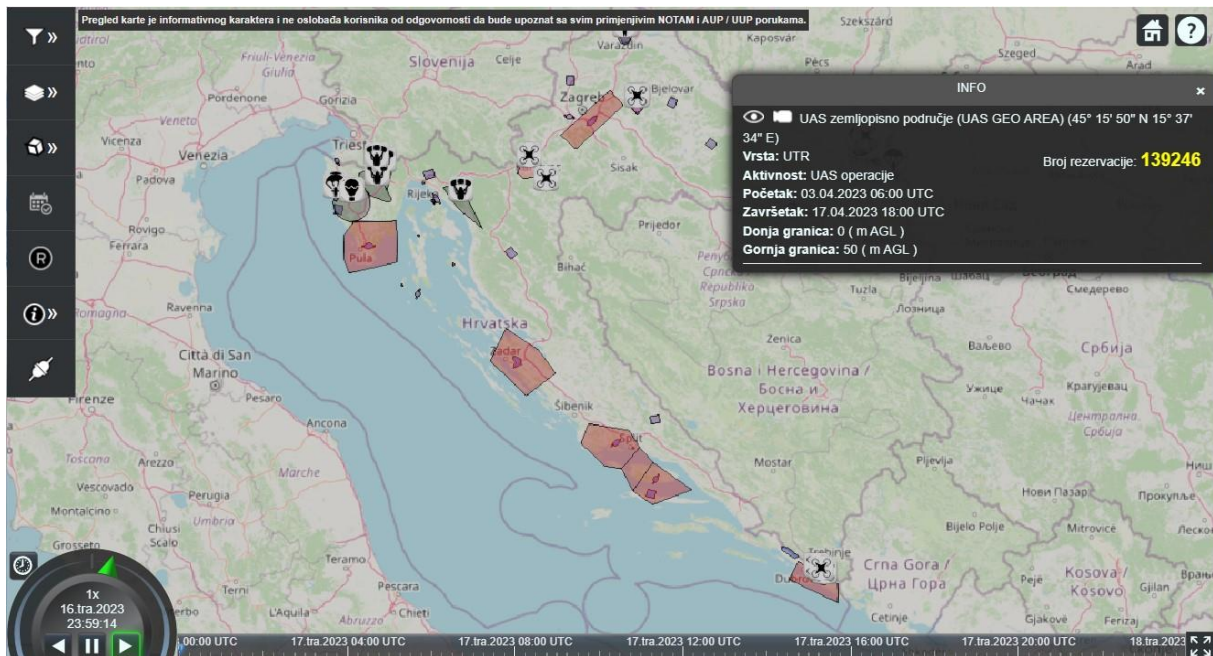 Pregled karte je informativnog karaktera i ne oslobađa korisnika od odgovornosti da bude upoznat sa svim primjenjivim NOTAM i AUP / UUP porukama.
INFO
UAS zemljopisno područje (UAS GEO AREA) (45° 15' 50" N 15° 37'
34" E)
Vrsta: UTR
Broj rezervacije: 139246
Aktivnost: UAS operacije
Početak: 03.04.2023 06:00 UTC
Završetak: 17.04.2023 18:00 UTC
Donja granica: 0 ( m AGL )
Gornja granica: 50 ( m AGL )
Friuli-Venezia
Giulia
Slovenija
Celje
Varaždin
Kaposvár
Szekszárd
Pécs
Szeged
Arad
Pordenone
Gorizia
Zagreb
Bjelovar
Veneto
Vicenza
Venezia
Padova
Rijeka
Sisak
Rovigo
Ferrara
Pula
Prijedor
Bihać
Republika
Srpska
Bijeljina
Шабац
Tuzla
Лозница
Смедерево
Ravenna
Hrvatska
Zenica
Ваљево
Србија
Città di San
Marino
Zadar
Bosna i Hercegovina /
Босна и
Херцеговина
Ужице
Чачак
Крагујевац
Firenze
Pesaro
Ancona
Šibenik
Split
Toscana
Arezzo
Marche
Mostar
Pljevlja
Vescovado
Perugia
Montalcino
Umbria
Нови Пазар
Прокупље
Chiusi
Scalo
Bijelo Polje
Mitrovicë
Grosseto
Teramo
Trebinje
Crna Gora /
Црна Гора
Pejë
Kosova /
Kosovo
Gjilan
Terni
Pescara
L'Aquila
Abruzzo
Chieti
Cetinje
Gjakovë
Ferizaj
1x
16.tra.2023
23:59:14
00:00 UTC
17.tra.2023 04:00 UTC
17.tra.2023 08:00 UTC
17.tra.2023 12:00 UTC
17.tra.2023 16:00 UTC
17.tra.2023 20:00 UTC
18.tra.2023